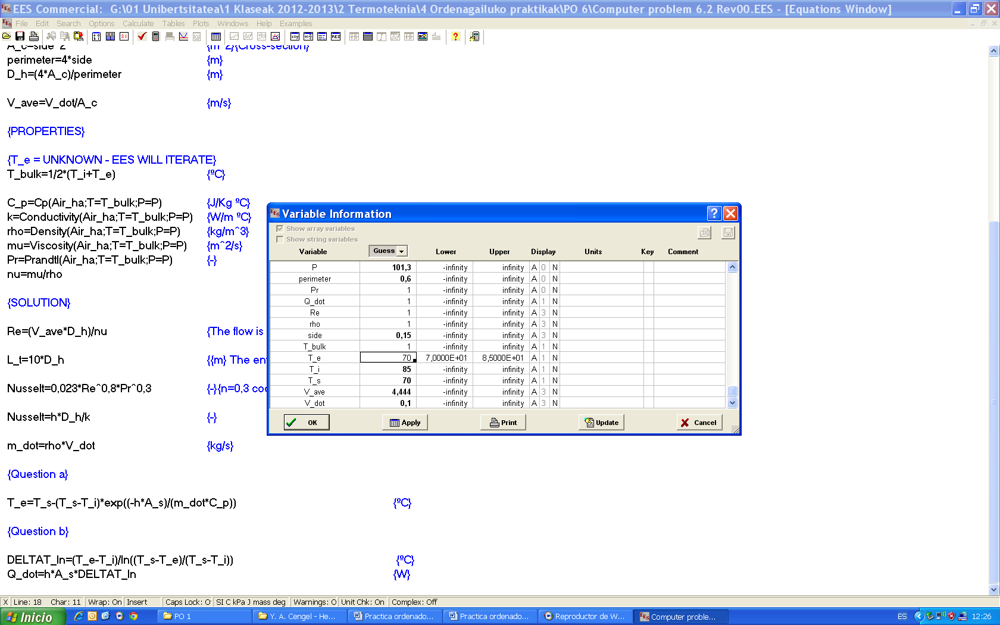 EES Commercial: G:\01 Unibertsitatea\1 Klaseak 2012-2013\2 Termoteknia\4 Ordenagailuko praktikak\PO 6\Computer problem 6.2 Rev00.EES - [Equations Window]
File Edit Search Options Calculate Tables Plots Windows Help Examples
A_c=side^2 {m^2}{Cross-section}
perimeter=4*side {m}
D_h=(4*A_c)/perimeter {m}
V_ave=V_dot/A_c {m/s}
{PROPERTIES}
{T_e = UNKNOWN - EES WILL ITERATE}
T_bulk=1/2*(T_i+T_e) {ºC}
C_p=Cp(Air_ha;T=T_bulk;P=P) {J/Kg ºC}
k=Conductivity(Air_ha;T=T_bulk;P=P) {W/m ºC}
rho=Density(Air_ha;T=T_bulk;P=P) {kg/m^3}
mu=Viscosity(Air_ha;T=T_bulk;P=P) {m^2/s}
Pr=Prandtl(Air_ha;T=T_bulk;P=P) {-}
nu=mu/rho
{SOLUTION}
Re=(V_ave*D_h)/nu {The flow is
L_t=10*D_h {{m} The ent
Nusselt=0,023*Re^0,8*Pr^0,3 {-}{n=0,3 coo
Nusselt=h*D_h/k {-}
m_dot=rho*V_dot {kg/s}
{Question a}
T_e=T_s-(T_s-T_i)*exp((-h*A_s)/(m_dot*C_p)) {ºC}
{Question b}
DELTAT_ln=(T_e-T_i)/ln((T_s-T_e)/(T_s-T_i)) {ºC}
Q_dot=h*A_s*DELTAT_ln {W}
Variable Information
Show array variables
Show string variables
Variable Guess Lower Upper Display Units Key Comment
P 101,3 -infinity infinity A 0 N
perimeter 0,6 -infinity infinity A 0 N
Pr 1 -infinity infinity A 0 N
Q_dot 1 -infinity infinity A 1 N
Re 1 -infinity infinity A 3 N
rho 1 -infinity infinity A 3 N
side 0,15 -infinity infinity A 3 N
T_bulk 1 -infinity infinity A 1 N
T_e 70 7,0000E+01 8,5000E+01 A 1 N
T_i 85 -infinity infinity A 1 N
T_s 70 -infinity infinity A 1 N
V_ave 4,444 -infinity infinity A 3 N
V_dot 0,1 -infinity infinity A 3 N
OK Apply Print Update Cancel
X Line: 18 Char: 11 Wrap: On Insert Caps Lock: O SI C kPa J mass deg Warnings: O Unit Chk: On Complex: Off
Inicio PO 1 Y. A. Cengel - He... Practica ordenado... Practica ordenado... Reproductor de W... Computer proble... ES 12:26